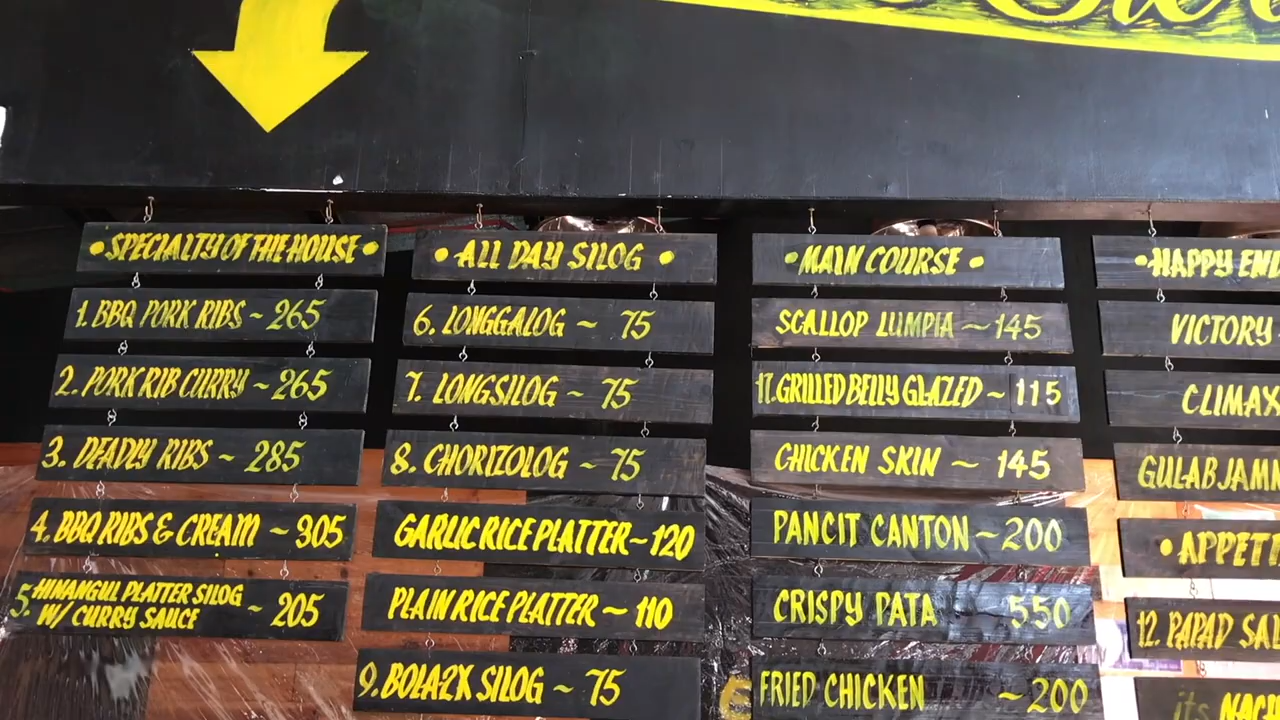 • SPECIALTY OF THE HOUSE •
1. BBQ PORK RIBS ~ 265
2. PORK RIB CURRY ~ 265
3. DEADLY RIBS ~ 285
4. BBQ RIBS & CREAM ~ 305
5. HINANGUL PLATTER SILOG
W/ CURRY SAUCE ~ 205
• ALL DAY SILOG •
6. LONGGALOG ~ 75
7. LONGSILOG ~ 75
8. CHORIZOLOG ~ 75
GARLIC RICE PLATTER ~ 120
PLAIN RICE PLATTER ~ 110
9. BOLA2X SILOG ~ 75
• MAIN COURSE •
SCALLOP LUMPIA ~ 145
17. GRILLED BELLY GLAZED ~ 115
CHICKEN SKIN ~ 145
PANCIT CANTON ~ 200
CRISPY PATA 550
FRIED CHICKEN ~ 200
• HAPPY END
VICTORY
CLIMAX
GULAB JAMN
• APPETI
12. PAPAD SA
its NACH